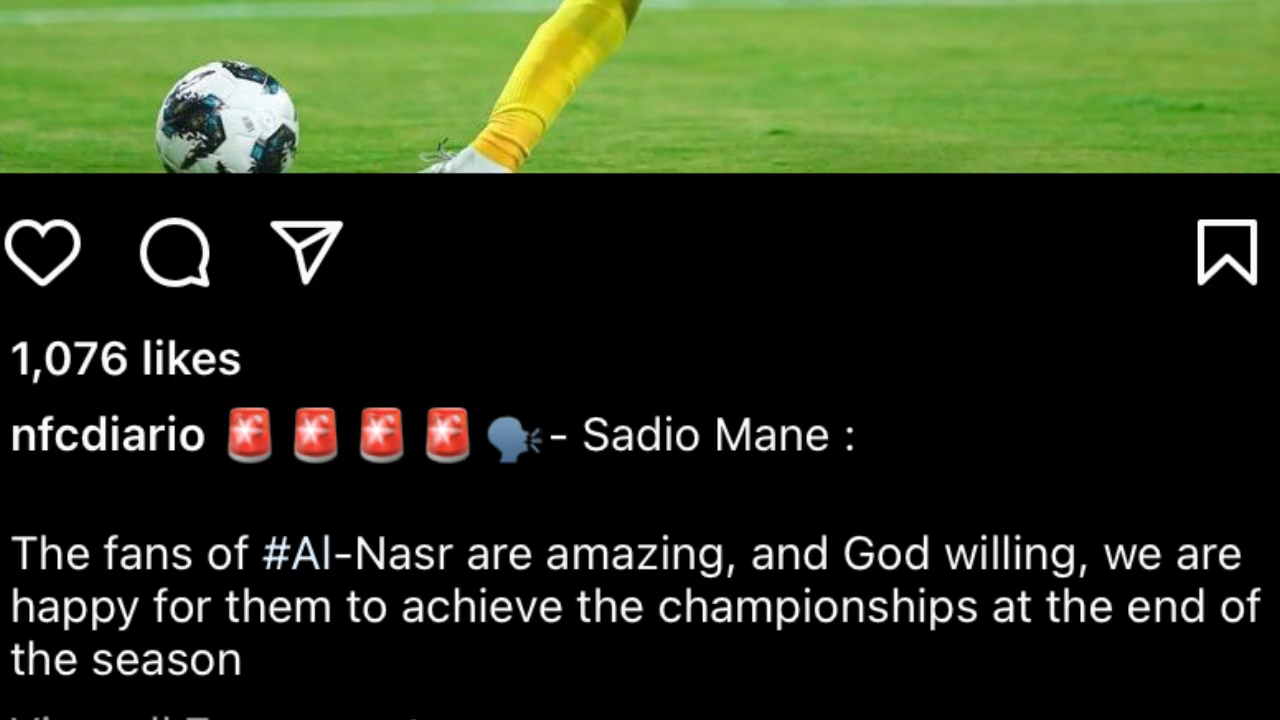 1,076 likes
nfcdiario 🚨 🚨 🚨 🚨 🗣️- Sadio Mane :
The fans of #Al-Nasr are amazing, and God willing, we are
happy for them to achieve the championships at the end of
the season